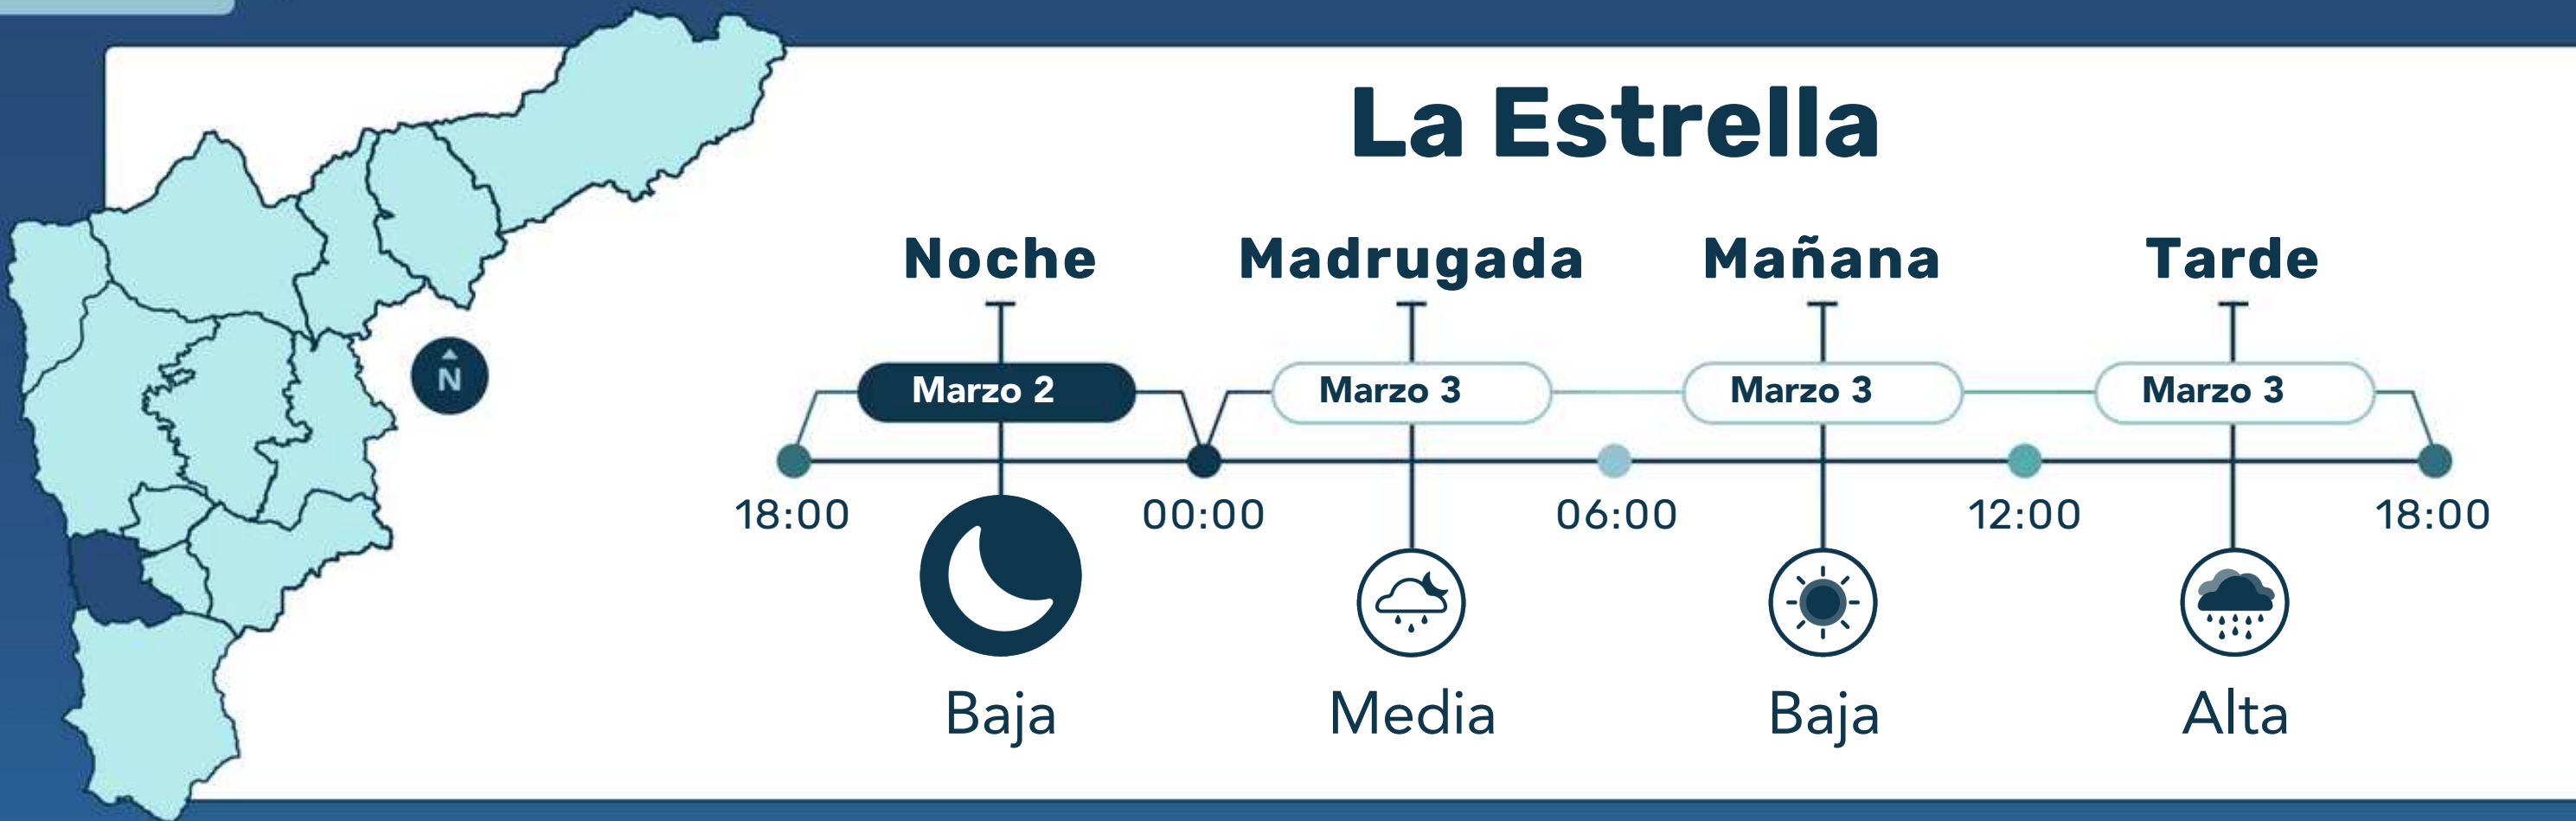 La Estrella
Noche Madrugada Mañana Tarde
N
Marzo 2 Marzo 3 Marzo 3 Marzo 3
18:00 00:00 06:00 12:00 18:00
Baja Media Baja Alta